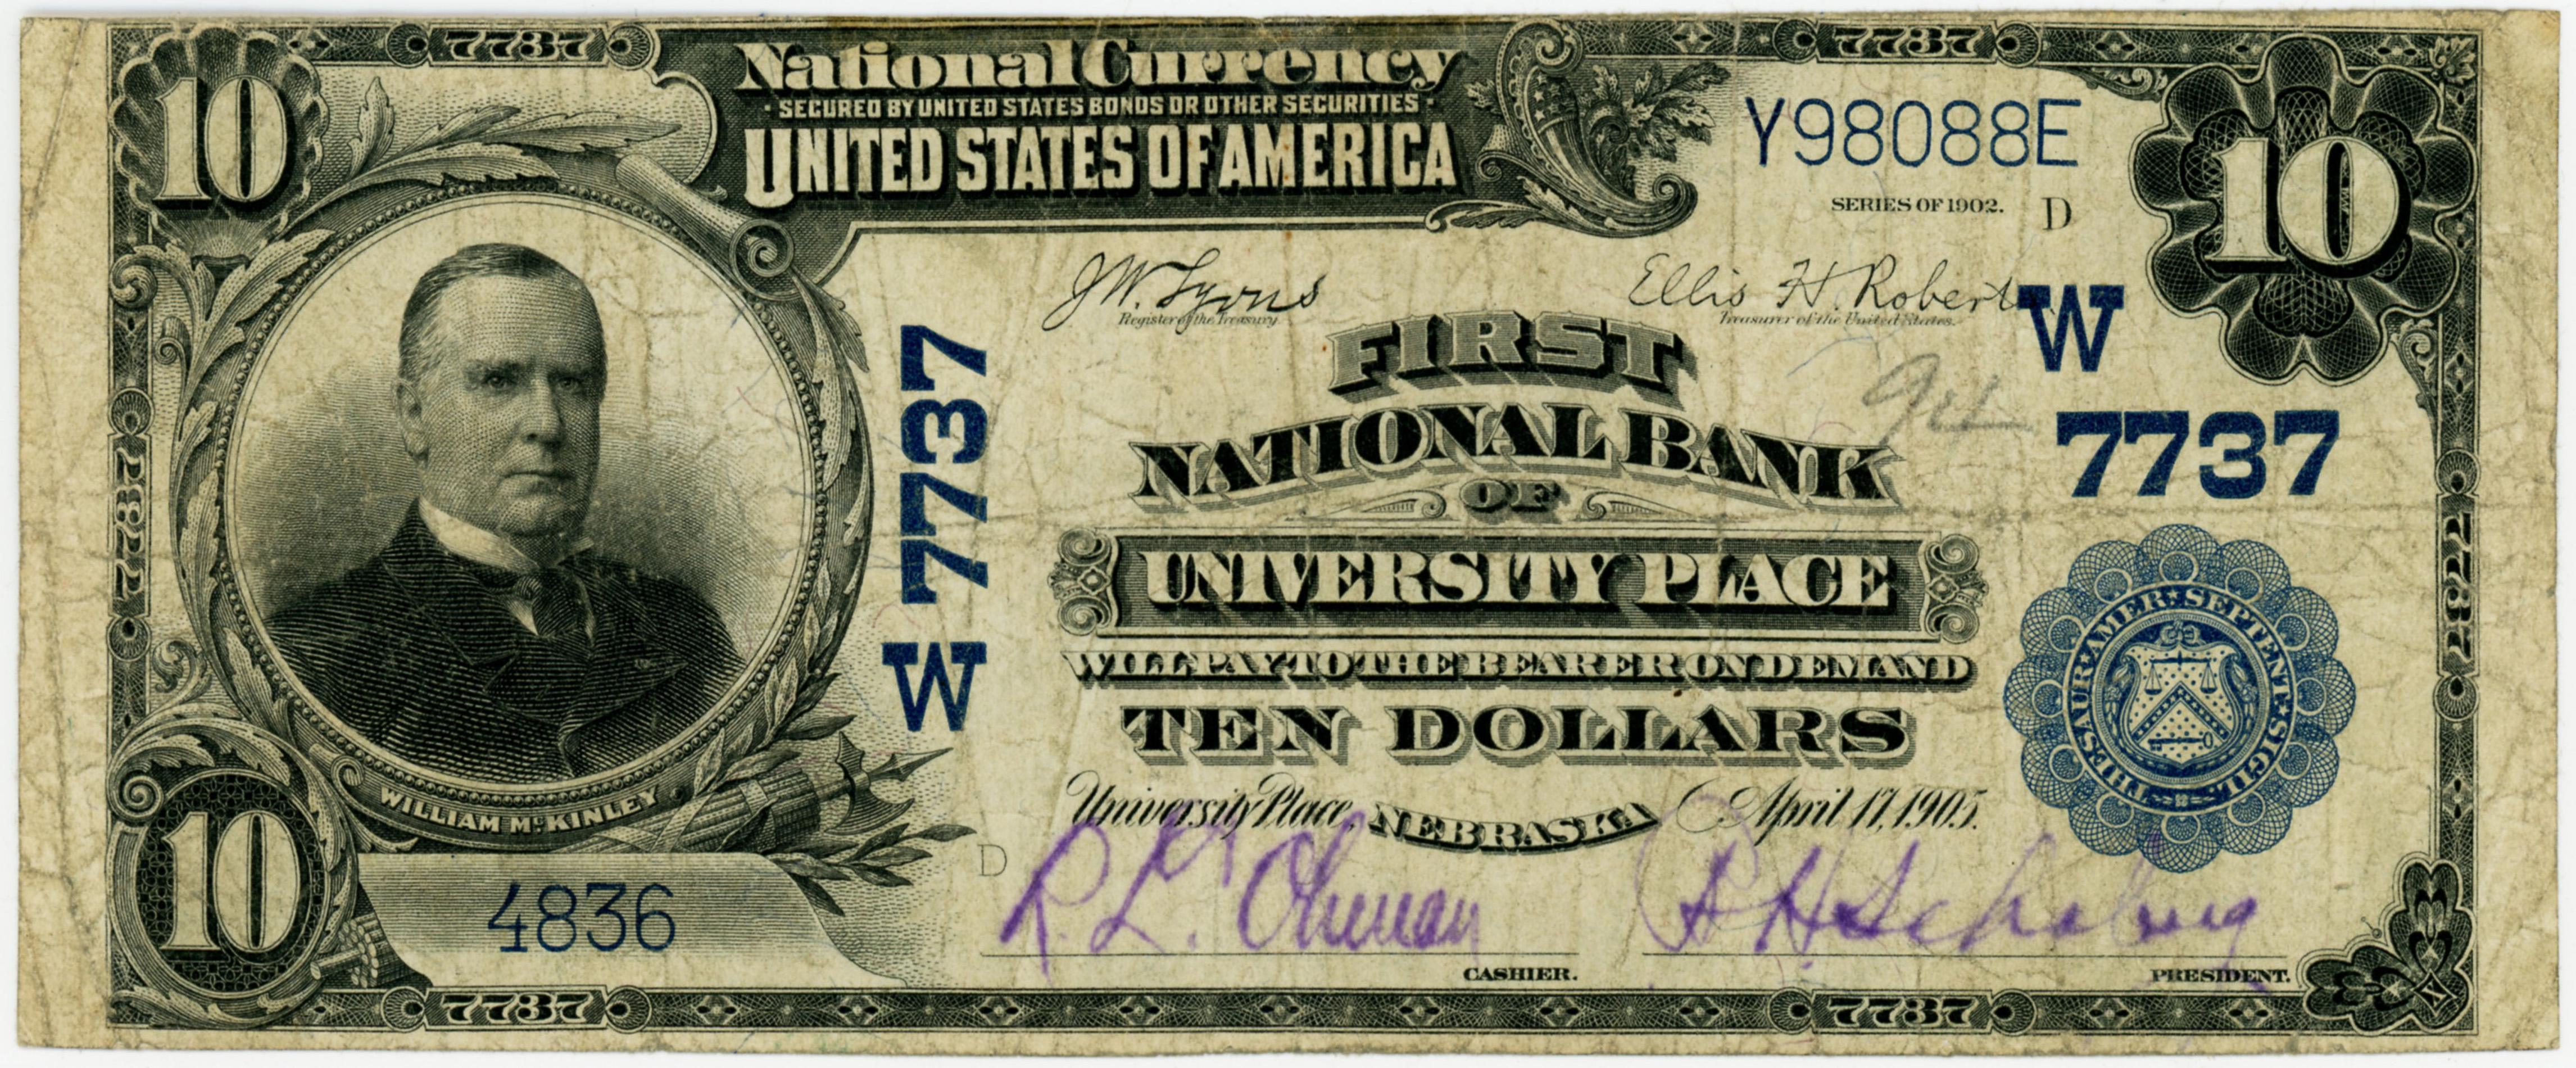 7737 7737
10 National Currency 10
SECURED BY UNITED STATES BONDS OR OTHER SECURITIES
UNITED STATES OF AMERICA
Y98088E
SERIES OF 1902. D
J.W. Lyons Ellis H. Roberts
Register of the Treasury. Treasurer of the United States.
W
7737
FIRST
NATIONAL BANK
OF
UNIVERSITY PLACE
WILL PAY TO THE BEARER ON DEMAND
TEN DOLLARS
University Place, NEBRASKA April 17, 1905.
W 7737
7737
7737
THESAUR. AMER. SEPTENT. SIGIL.
WILLIAM McKINLEY
10
4836
D
R. L.
CASHIER. PRESIDENT.
7737 7737